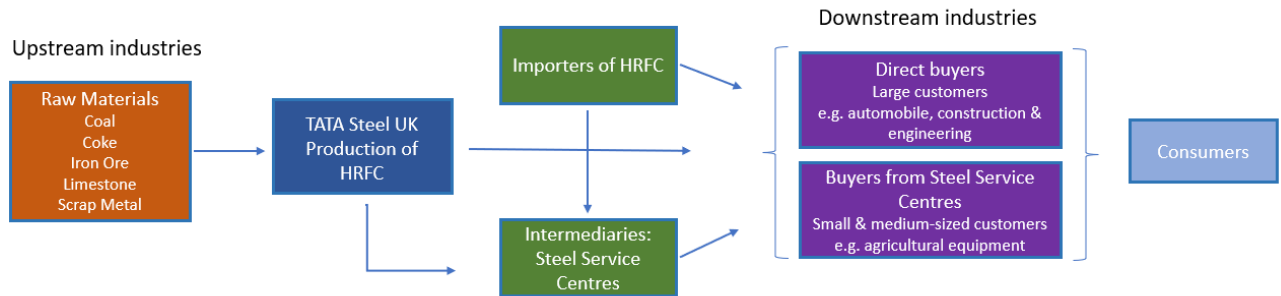 Upstream industries
Raw Materials
Coal
Coke
Iron Ore
Limestone
Scrap Metal
TATA Steel UK
Production of
HRFC
Importers of HRFC
Intermediaries:
Steel Service
Centres
Downstream industries
Direct buyers
Large customers
e.g. automobile, construction &
engineering
Buyers from Steel Service
Centres
Small & medium-sized customers
e.g. agricultural equipment
Consumers